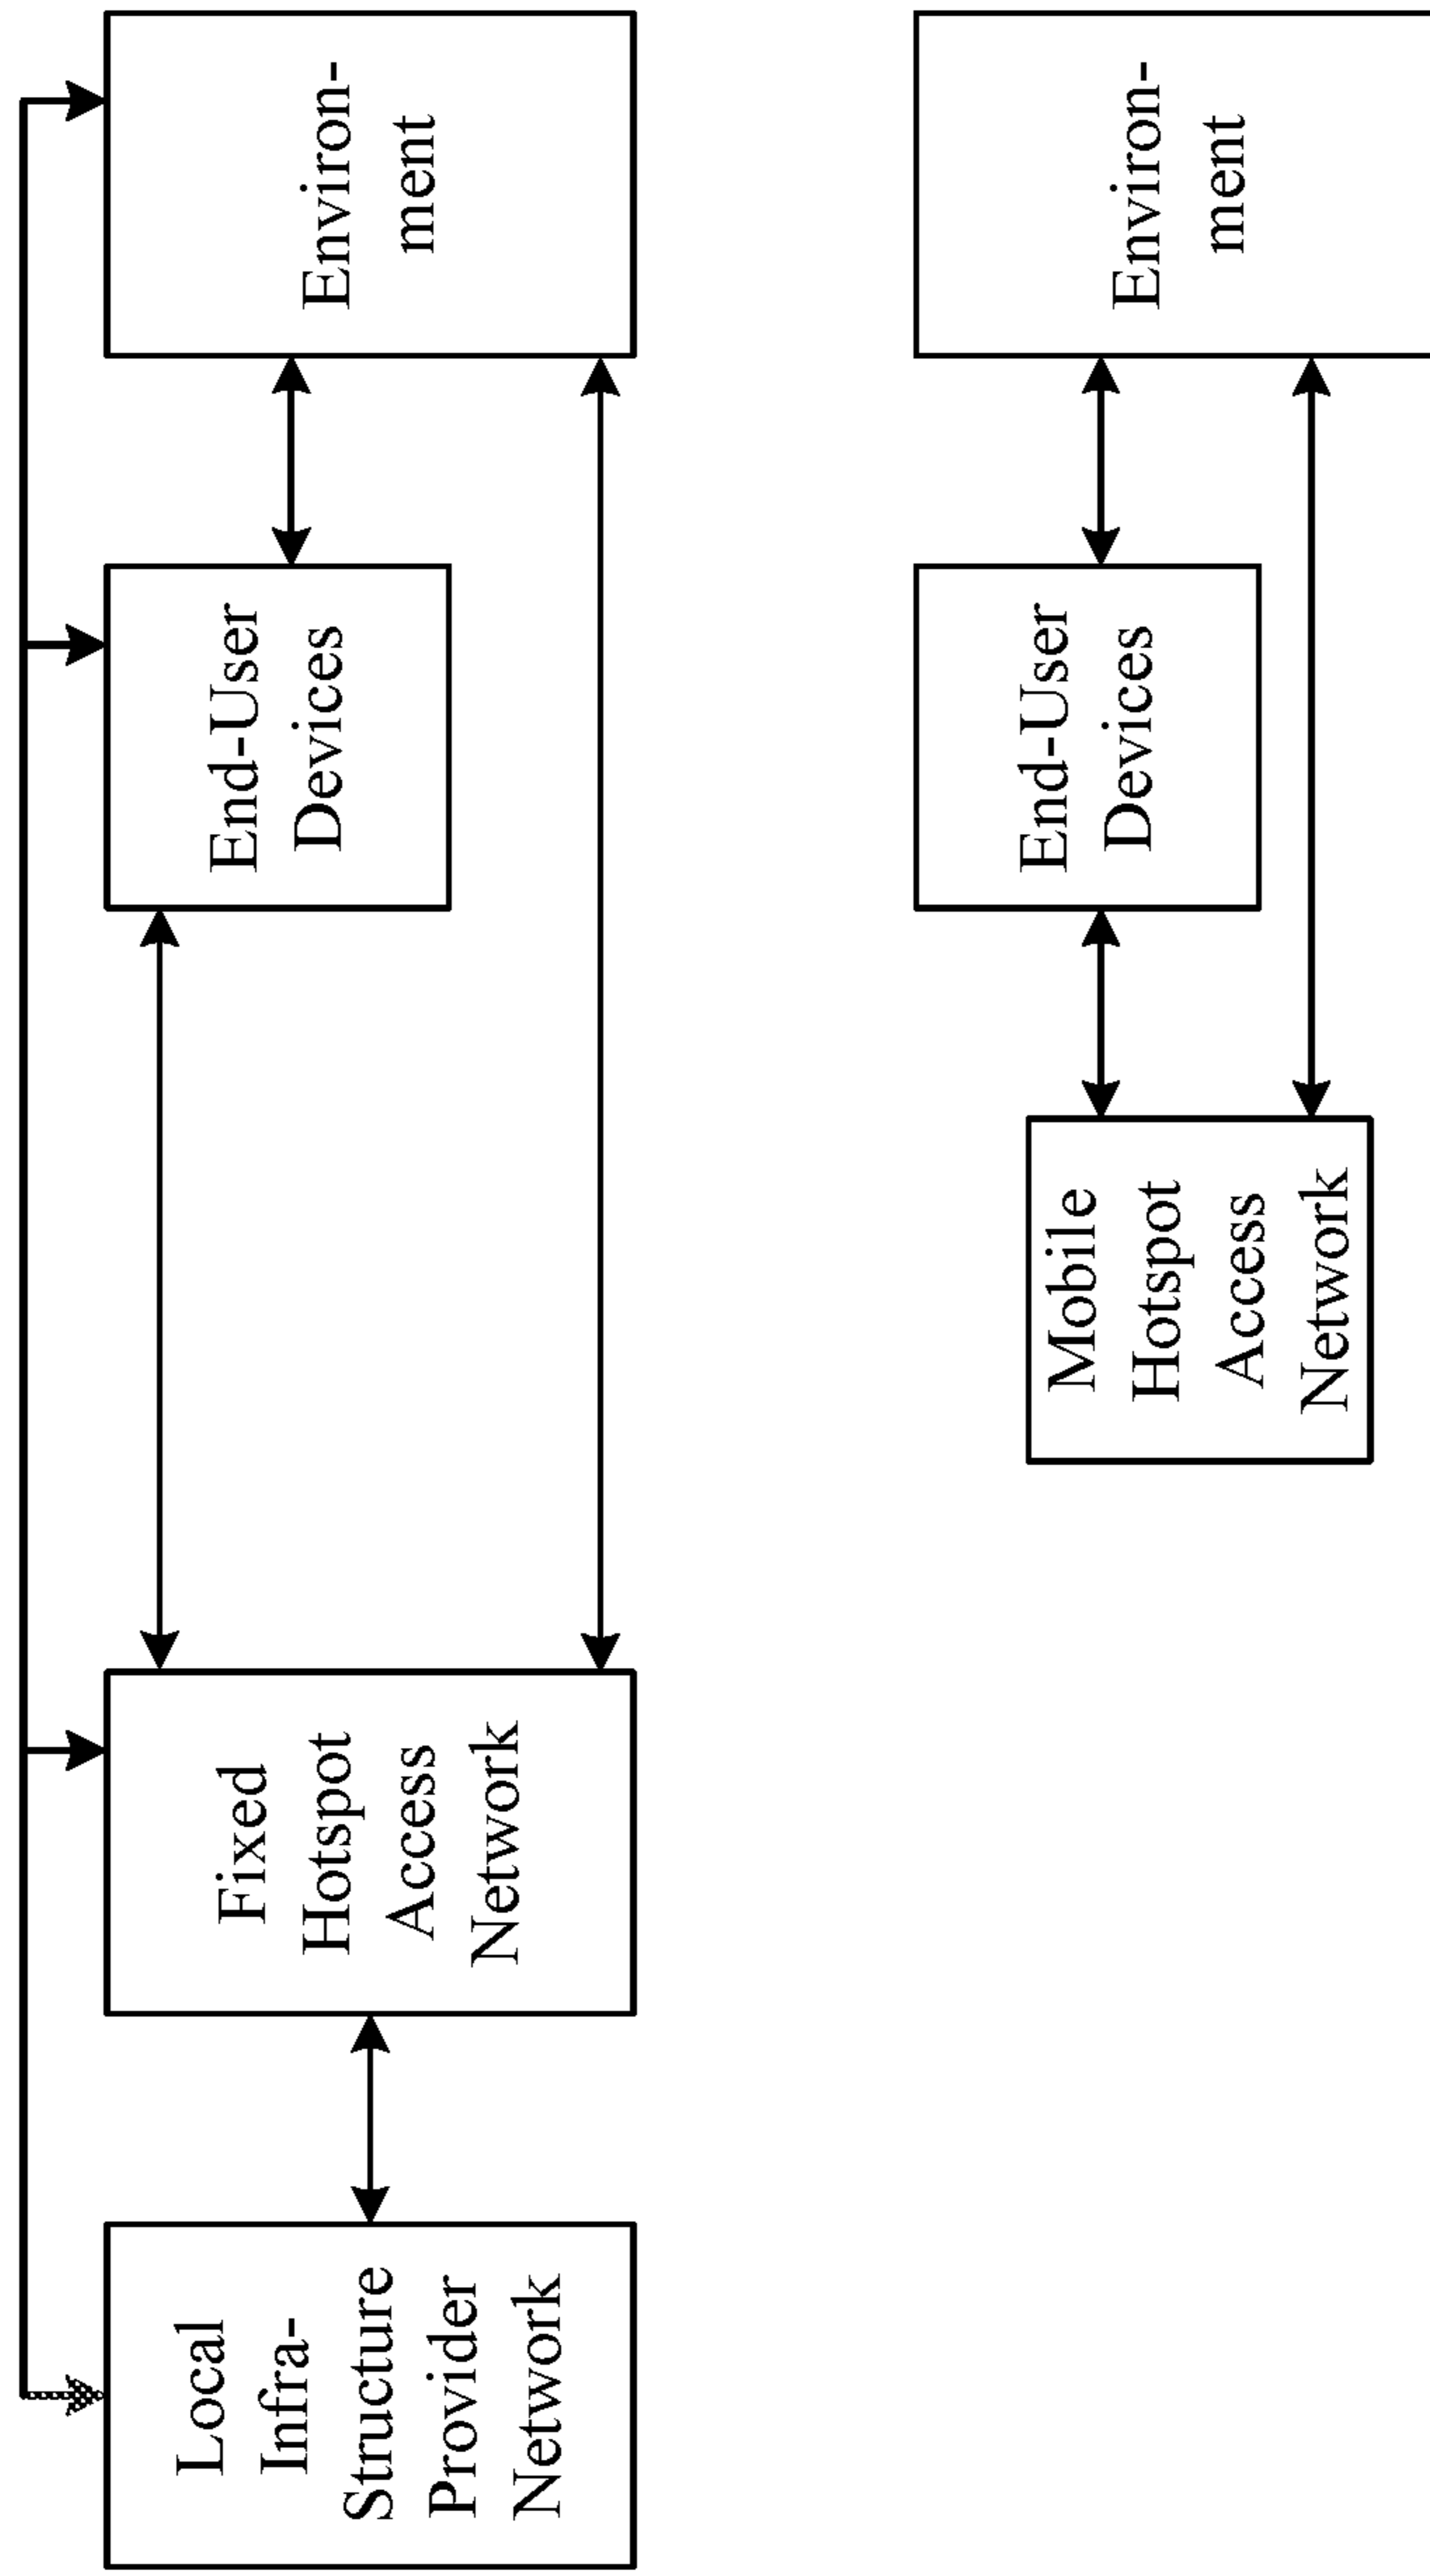 Local
Infra-
Structure
Provider
Network
Fixed
Hotspot
Access
Network
End-User
Devices
Environ-
ment
Mobile
Hotspot
Access
Network
End-User
Devices
Environ-
ment